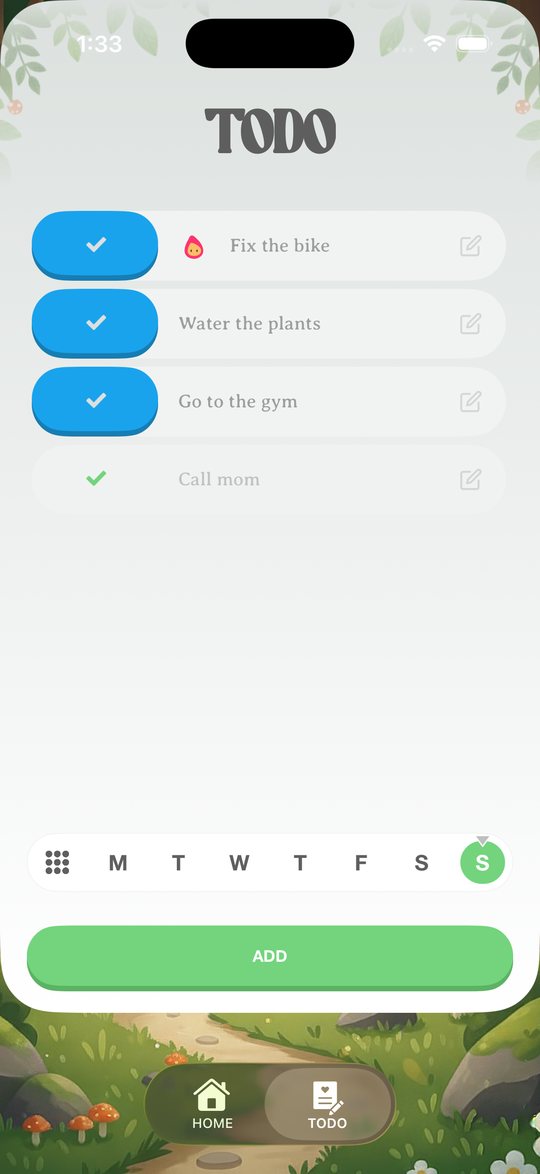 1:33
TODO
Fix the bike
Water the plants
Go to the gym
Call mom
M T W T F S S
ADD
HOME TODO